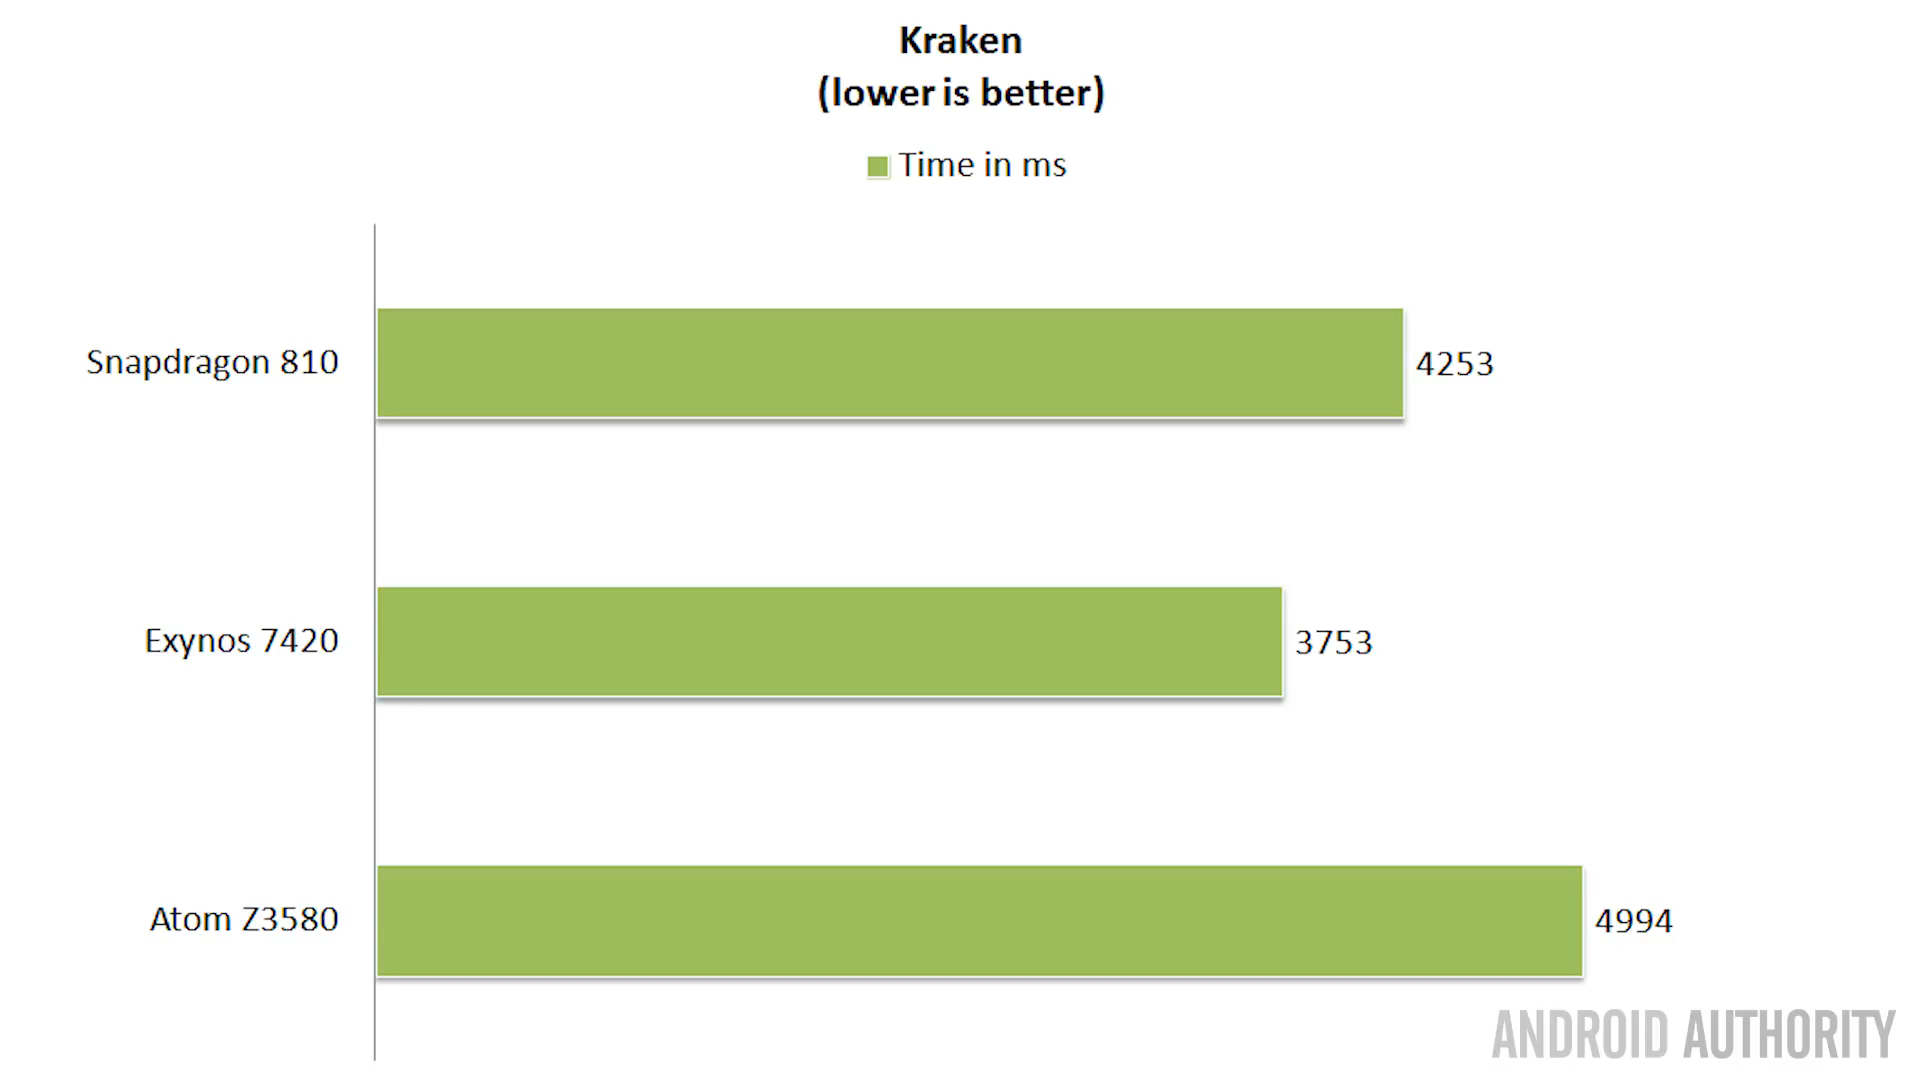 Kraken
(lower is better)
Time in ms
Snapdragon 810
4253
Exynos 7420
3753
Atom Z3580
4994
ANDROID AUTHORITY